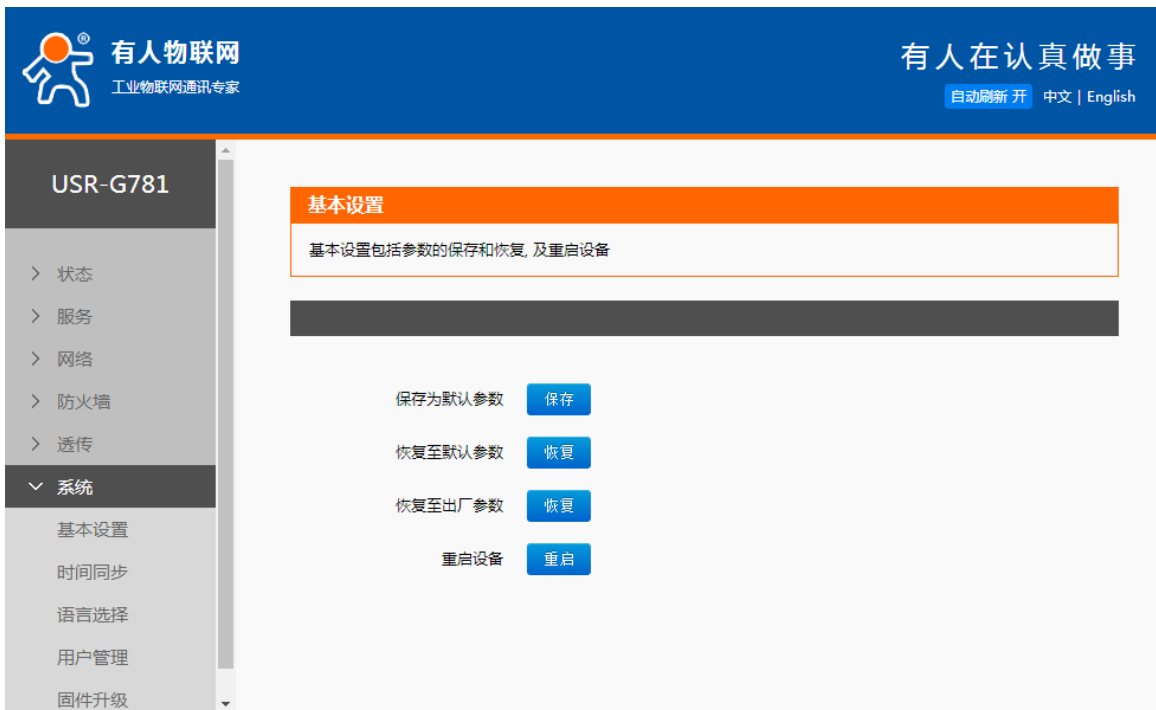 ®
有人物联网
工业物联网通讯专家
有人在认真做事
自动刷新 开 中文 | English
USR-G781
状态
服务
网络
防火墙
透传
系统
基本设置
时间同步
语言选择
用户管理
固件升级
基本设置
基本设置包括参数的保存和恢复, 及重启设备
保存为默认参数 保存
恢复至默认参数 恢复
恢复至出厂参数 恢复
重启设备 重启